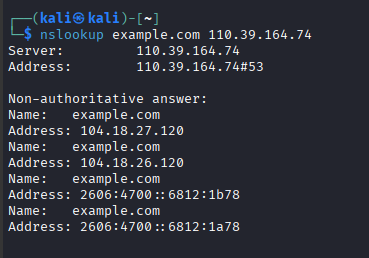 ┌──(kali㉿kali)-[~]
└─$ nslookup example.com 110.39.164.74
Server:         110.39.164.74
Address:        110.39.164.74#53

Non-authoritative answer:
Name:   example.com
Address: 104.18.27.120
Name:   example.com
Address: 104.18.26.120
Name:   example.com
Address: 2606:4700::6812:1b78
Name:   example.com
Address: 2606:4700::6812:1a78